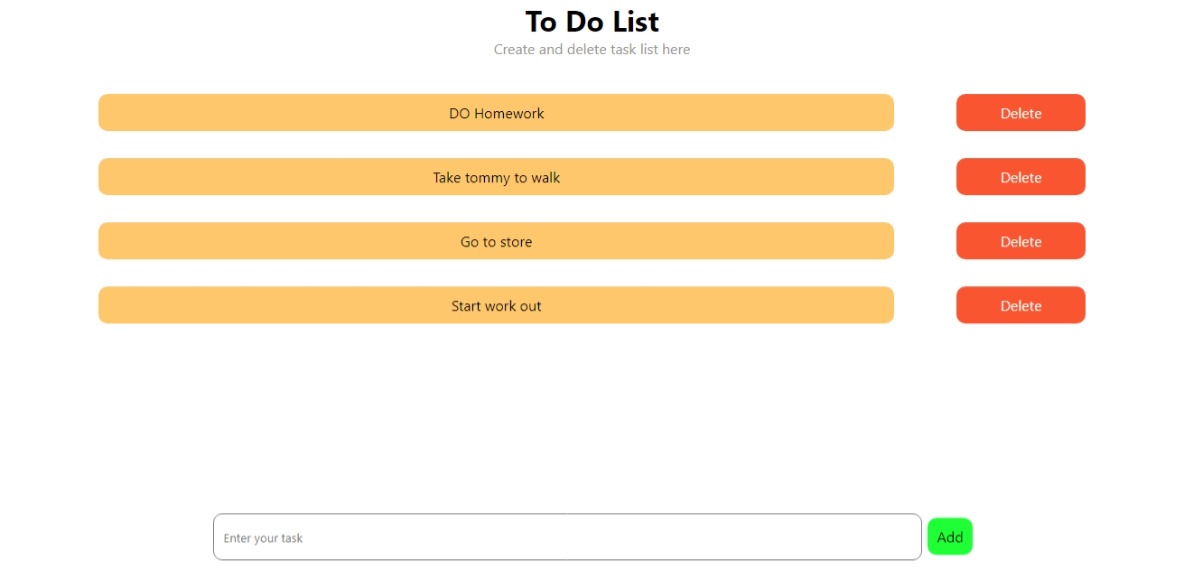 To Do List
Create and delete task list here
DO Homework
Delete
Take tommy to walk
Delete
Go to store
Delete
Start work out
Delete
Enter your task
Add